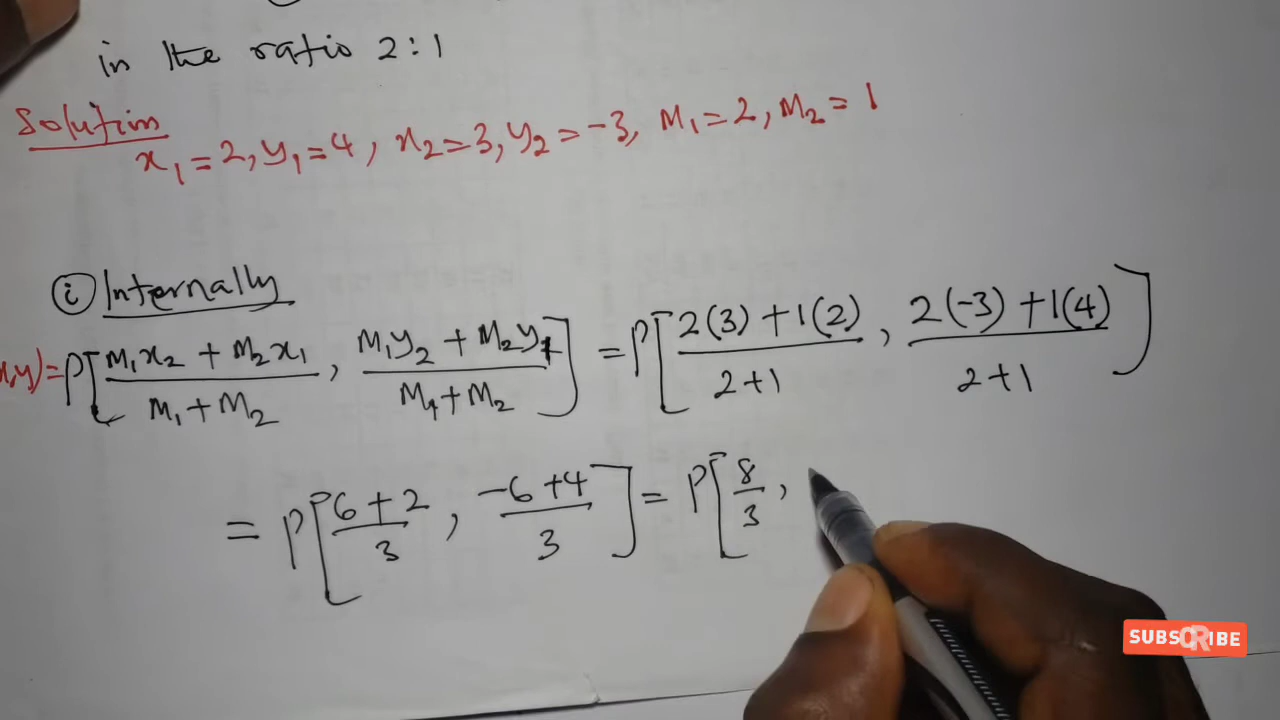 in the ratio 2:1
Solution
x₁=2, y₁=4, x₂=3, y₂=-3, M₁=2, M₂=1
(i) Internally
x,y)= P[(M₁x₂ + M₂x₁)/(M₁+M₂), (M₁y₂ + M₂y₁)/(M₁+M₂)] = P[(2(3)+1(2))/(2+1), (2(-3)+1(4))/(2+1)]
= P[(6+2)/3, (-6+4)/3] = P[8/3,
SUBSCRIBE